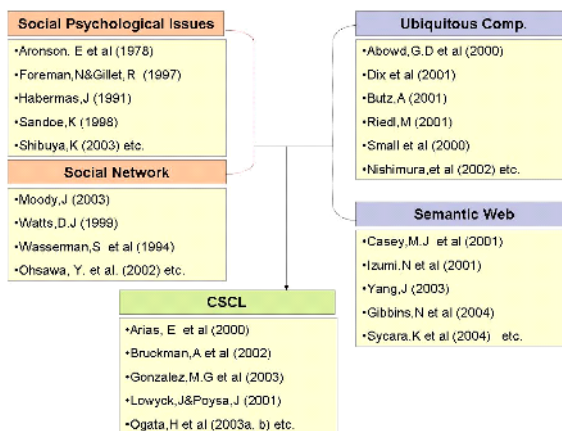 Social Psychological Issues
•Aronson. E et al (1978)
•Foreman,N&Gillet, R (1997)
•Habermas,J (1991)
•Sandoe,K (1998)
•Shibuya,K (2003) etc.
Social Network
•Moody,J (2003)
•Watts.D.J (1999)
•Wasserman,S et al (1994)
•Ohsawa, Y. et al. (2002) etc.
Ubiquitous Comp.
•Abowd,G.D et al (2000)
•Dix et al (2001)
•Butz,A (2001)
•Riedl,M (2001)
•Small et al (2000)
•Nishimura,et al (2002) etc.
Semantic Web
•Casey.M.J et al (2001)
•Izumi.N et al (2001)
•Yang,J (2003)
•Gibbins,N et al (2004)
•Sycara.K et al (2004) etc.
CSCL
•Arias, E et al (2000)
•Bruckman,A et al (2002)
•Gonzalez,M.G et al (2003)
•Lowyck,J&Poysa,J (2001)
•Ogata,H et al (2003a. b) etc.